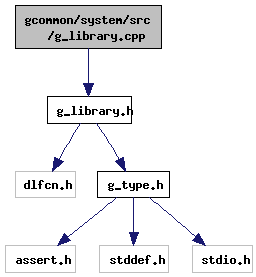 gcommon/system/src
/g_library.cpp
g_library.h
dlfcn.h
g_type.h
assert.h
stddef.h
stdio.h